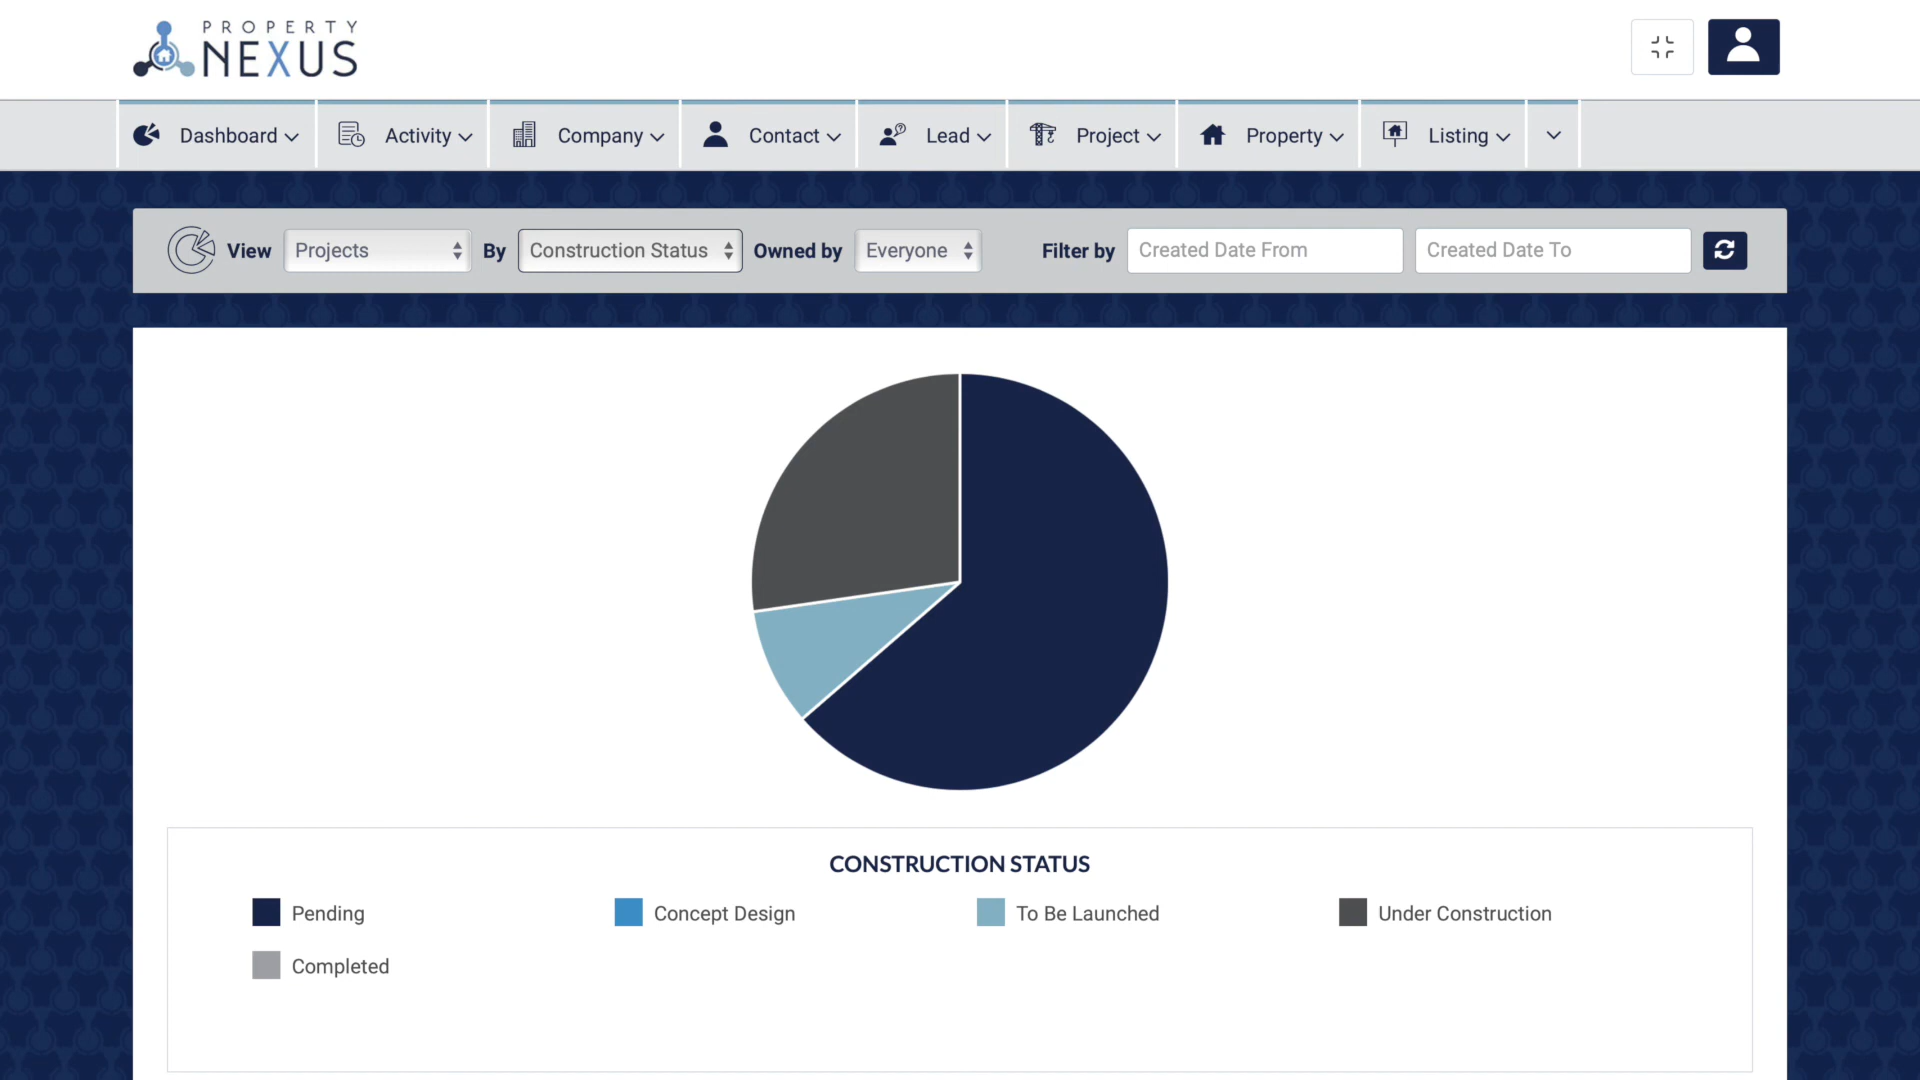 PROPERTY
NEXUS
Dashboard Activity Company Contact Lead Project Property Listing
View Projects By Construction Status Owned by Everyone Filter by Created Date From Created Date To
CONSTRUCTION STATUS
Pending Concept Design To Be Launched Under Construction
Completed